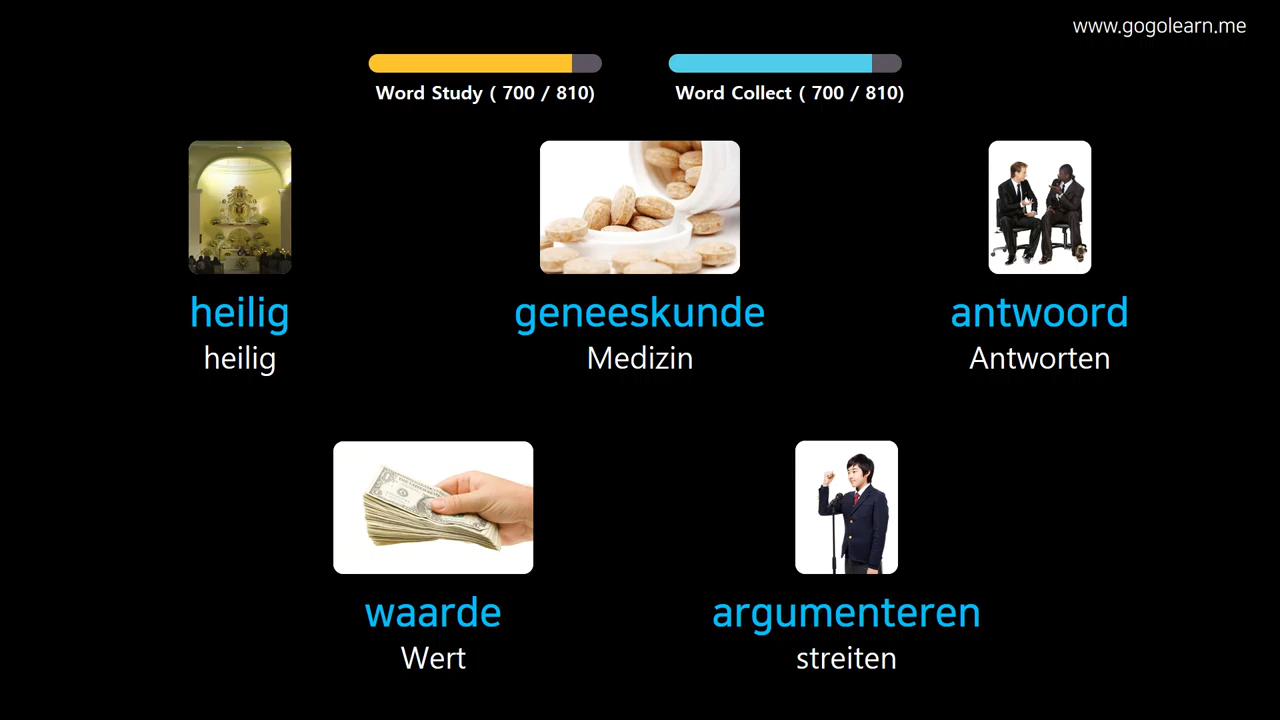 www.gogolearn.me
Word Study ( 700 / 810)
Word Collect ( 700 / 810)
heilig
heilig
geneeskunde
Medizin
antwoord
Antworten
waarde
Wert
argumenteren
streiten